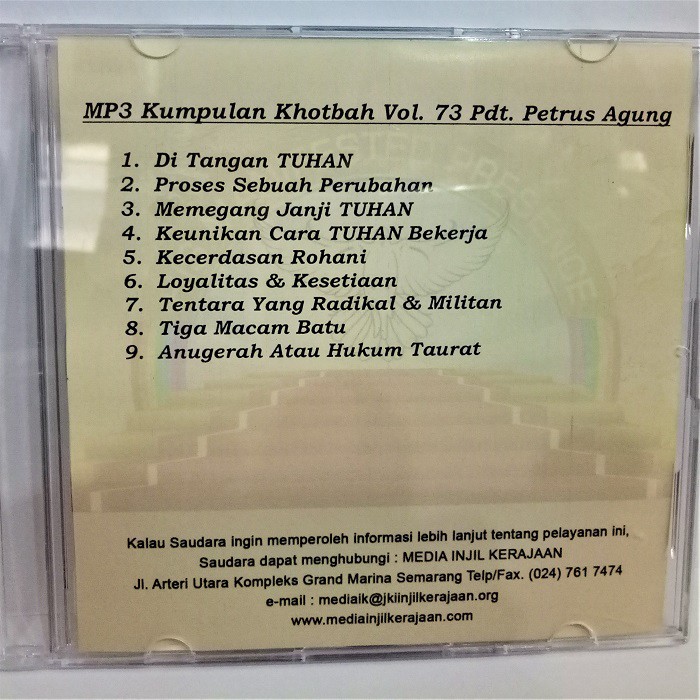 MP3 Kumpulan Khotbah Vol. 73 Pdt. Petrus Agung
1. Di Tangan TUHAN
2. Proses Sebuah Perubahan
3. Memegang Janji TUHAN
4. Keunikan Cara TUHAN Bekerja
5. Kecerdasan Rohani
6. Loyalitas & Kesetiaan
7. Tentara Yang Radikal & Militan
8. Tiga Macam Batu
9. Anugerah Atau Hukum Taurat
Kalau Saudara ingin memperoleh informasi lebih lanjut tentang pelayanan ini,
Saudara dapat menghubungi : MEDIA INJIL KERAJAAN
Jl. Arteri Utara Kompleks Grand Marina Semarang Telp/Fax. (024) 761 7474
e-mail : mediaik@jkiinjilkerajaan.org
www.mediainjilkerajaan.com